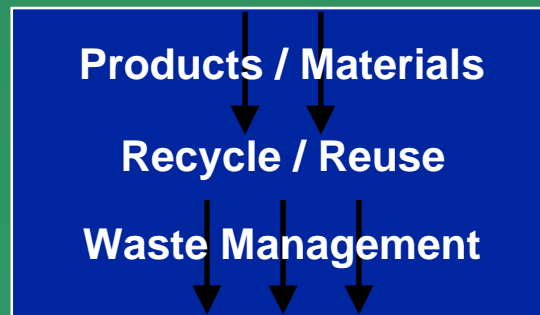 Products / Materials
Recycle / Reuse
Waste Management